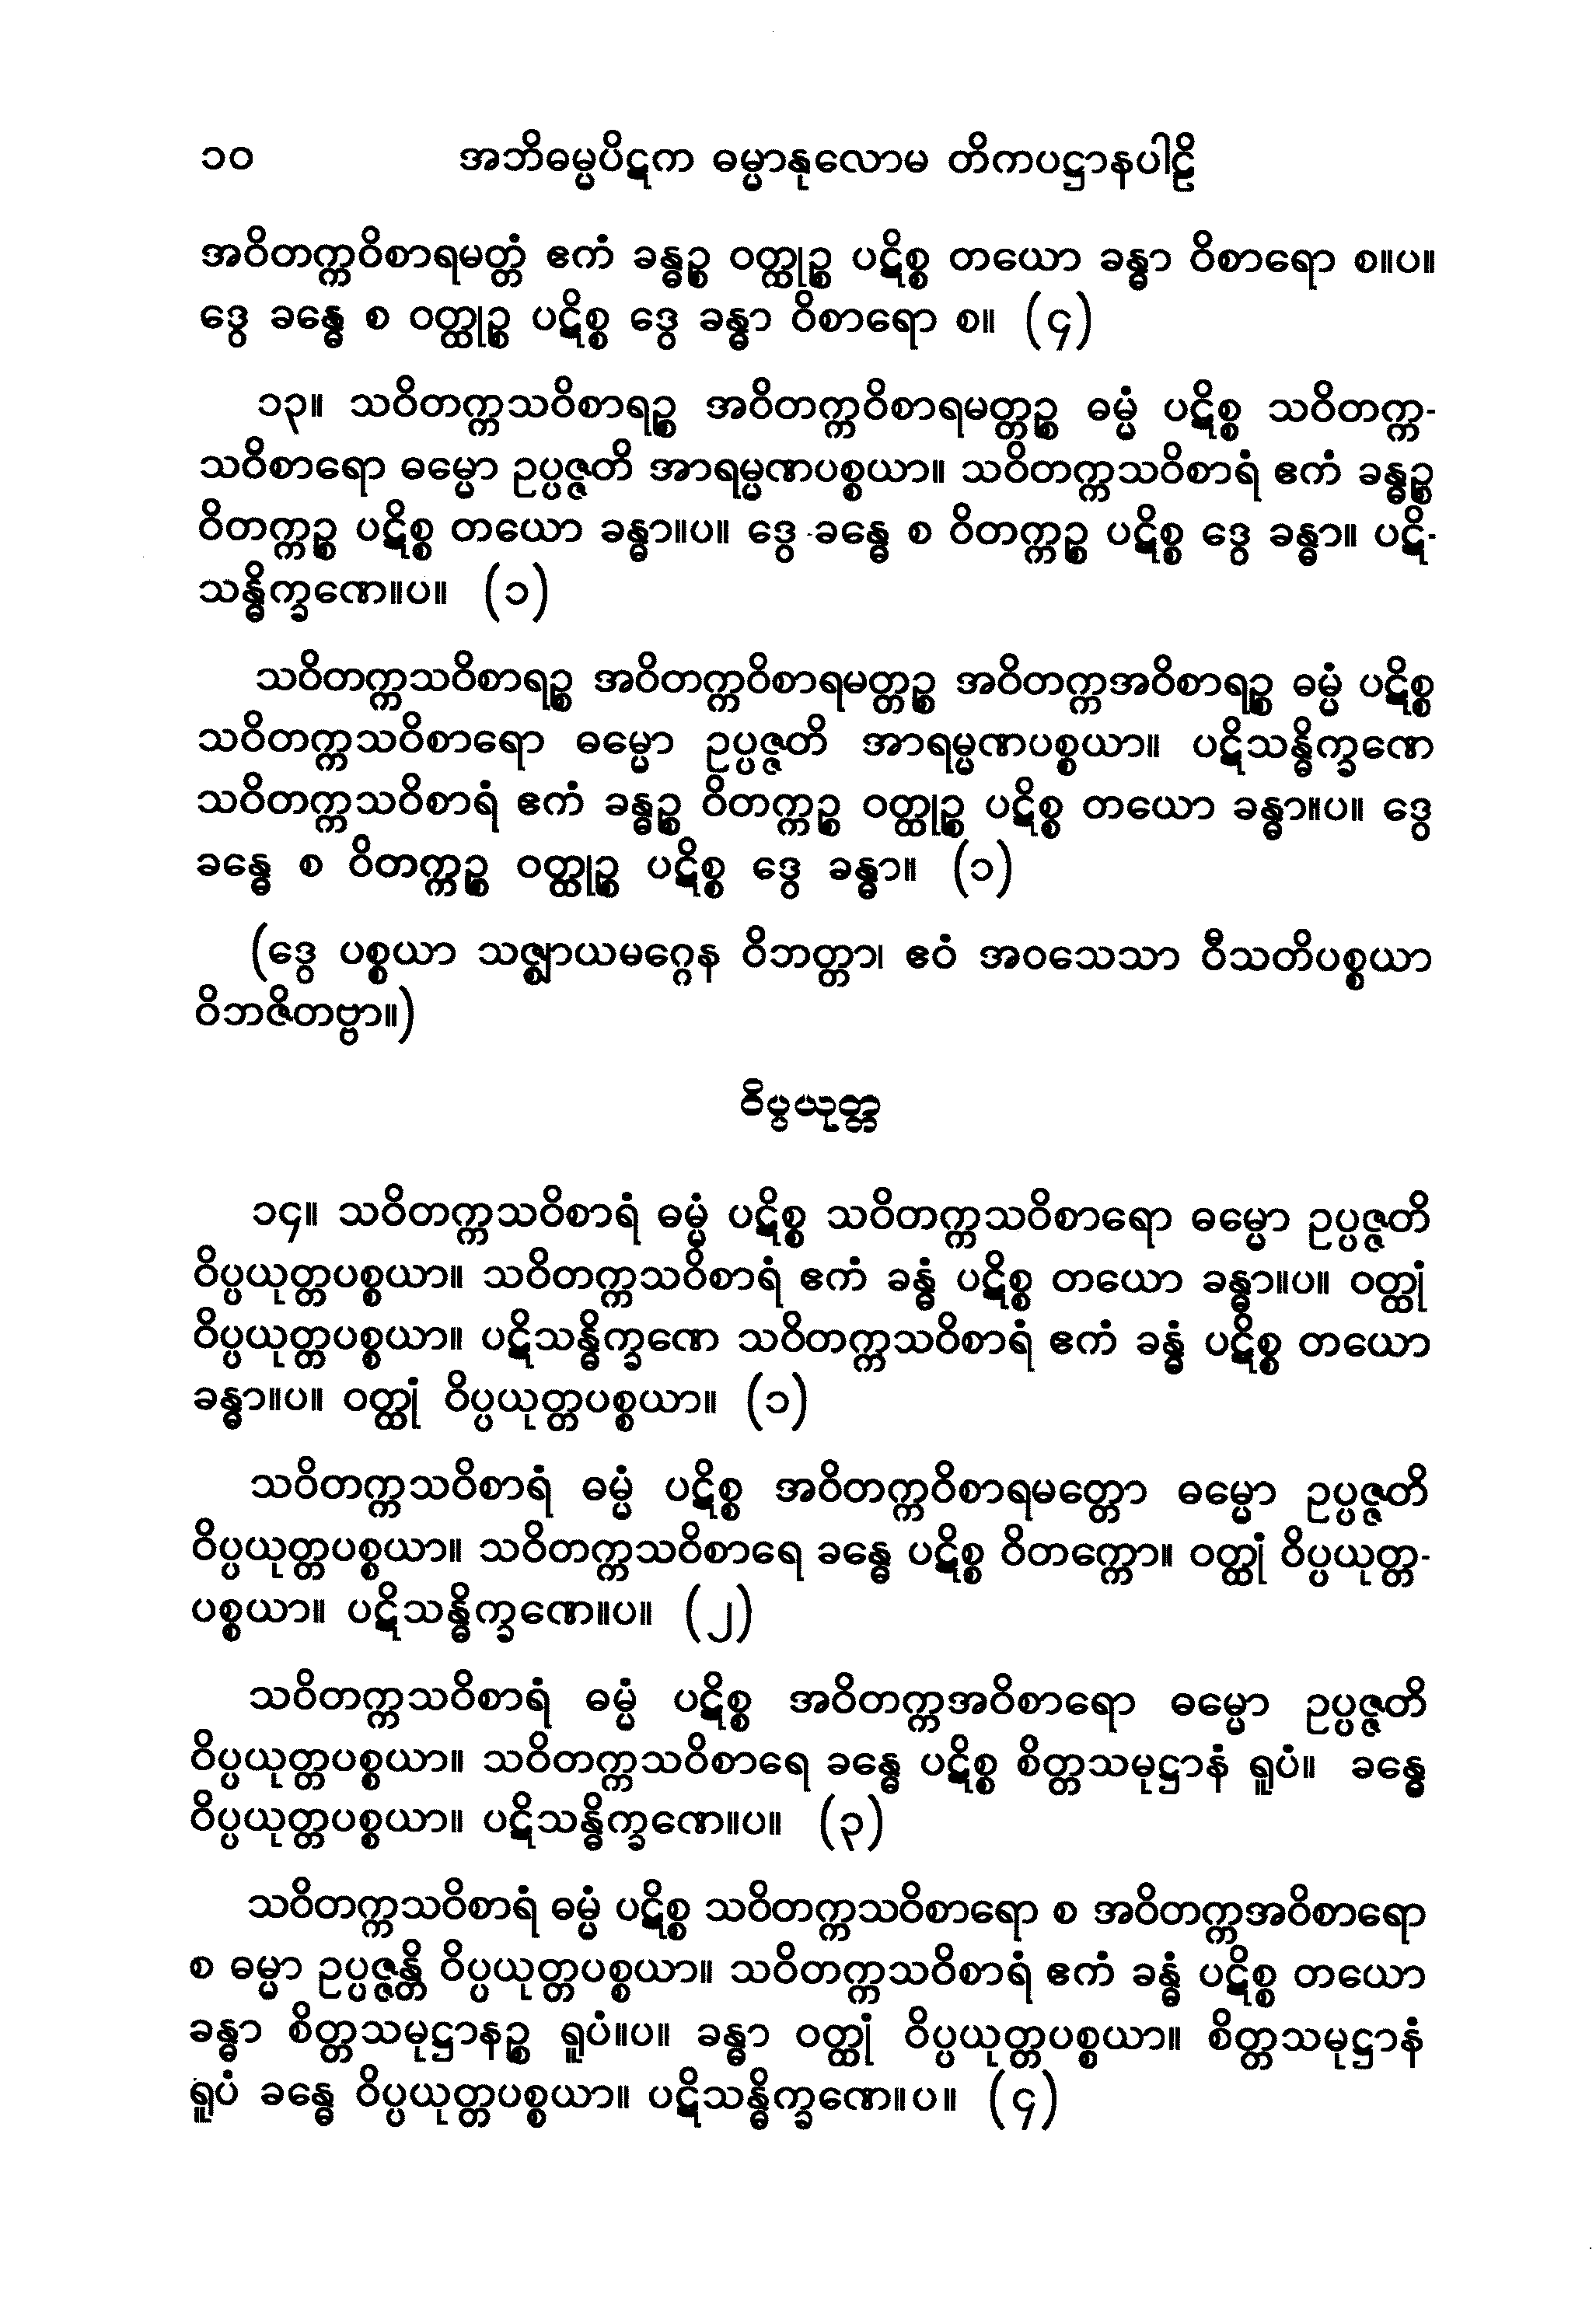 ၁၀ အဘိဓမ္မပိဋက ဓမ္မာနုလောမ တိကပဋ္ဌာနပါဠိ
အဝိတက္ကဝိစာရမတ္တံ ဧကံ ခန္ဓဉ္စ ဝတ္ထုဉ္စ ပဋိစ္စ တယော ခန္ဓာ ဝိစာရော စ။ပ။
ဒွေ ခန္ဓေ စ ဝတ္ထုဉ္စ ပဋိစ္စ ဒွေ ခန္ဓာ ဝိစာရော စ။ (၄)
၁၃။ သဝိတက္ကသဝိစာရဉ္စ အဝိတက္ကဝိစာရမတ္တဉ္စ ဓမ္မံ ပဋိစ္စ သဝိတက္က-
သဝိစာရော ဓမ္မော ဥပ္ပဇ္ဇတိ အာရမ္မဏပစ္စယာ။ သဝိတက္ကသဝိစာရံ ဧကံ ခန္ဓဉ္စ
ဝိတက္ကဉ္စ ပဋိစ္စ တယော ခန္ဓာ။ပ။ ဒွေ ခန္ဓေ စ ဝိတက္ကဉ္စ ပဋိစ္စ ဒွေ ခန္ဓာ။ ပဋိ-
သန္ဓိက္ခဏေ။ပ။ (၁)
သဝိတက္ကသဝိစာရဉ္စ အဝိတက္ကဝိစာရမတ္တဉ္စ အဝိတက္ကအဝိစာရဉ္စ ဓမ္မံ ပဋိစ္စ
သဝိတက္ကသဝိစာရော ဓမ္မော ဥပ္ပဇ္ဇတိ အာရမ္မဏပစ္စယာ။ ပဋိသန္ဓိက္ခဏေ
သဝိတက္ကသဝိစာရံ ဧကံ ခန္ဓဉ္စ ဝိတက္ကဉ္စ ဝတ္ထုဉ္စ ပဋိစ္စ တယော ခန္ဓာ။ပ။ ဒွေ
ခန္ဓေ စ ဝိတက္ကဉ္စ ဝတ္ထုဉ္စ ပဋိစ္စ ဒွေ ခန္ဓာ။ (၁)
(ဒွေ ပစ္စယာ သဇ္ဈာယမဂ္ဂေန ဝိဘတ္တာ၊ ဧဝံ အဝသေသာ ဝီသတိပစ္စယာ
ဝိဘဇိတဗ္ဗာ။)
ဝိပ္ပယုတ္တ
၁၄။ သဝိတက္ကသဝိစာရံ ဓမ္မံ ပဋိစ္စ သဝိတက္ကသဝိစာရော ဓမ္မော ဥပ္ပဇ္ဇတိ
ဝိပ္ပယုတ္တပစ္စယာ။ သဝိတက္ကသဝိစာရံ ဧကံ ခန္ဓံ ပဋိစ္စ တယော ခန္ဓာ။ပ။ ဝတ္ထုံ
ဝိပ္ပယုတ္တပစ္စယာ။ ပဋိသန္ဓိက္ခဏေ သဝိတက္ကသဝိစာရံ ဧကံ ခန္ဓံ ပဋိစ္စ တယော
ခန္ဓာ။ပ။ ဝတ္ထုံ ဝိပ္ပယုတ္တပစ္စယာ။ (၁)
သဝိတက္ကသဝိစာရံ ဓမ္မံ ပဋိစ္စ အဝိတက္ကဝိစာရမတ္တော ဓမ္မော ဥပ္ပဇ္ဇတိ
ဝိပ္ပယုတ္တပစ္စယာ။ သဝိတက္ကသဝိစာရေ ခန္ဓေ ပဋိစ္စ ဝိတက္ကော။ ဝတ္ထုံ ဝိပ္ပယုတ္တ-
ပစ္စယာ။ ပဋိသန္ဓိက္ခဏေ။ပ။ (၂)
သဝိတက္ကသဝိစာရံ ဓမ္မံ ပဋိစ္စ အဝိတက္ကအဝိစာရော ဓမ္မော ဥပ္ပဇ္ဇတိ
ဝိပ္ပယုတ္တပစ္စယာ။ သဝိတက္ကသဝိစာရေ ခန္ဓေ ပဋိစ္စ စိတ္တသမုဋ္ဌာနံ ရူပံ။ ခန္ဓေ
ဝိပ္ပယုတ္တပစ္စယာ။ ပဋိသန္ဓိက္ခဏေ။ပ။ (၃)
သဝိတက္ကသဝိစာရံ ဓမ္မံ ပဋိစ္စ သဝိတက္ကသဝိစာရော စ အဝိတက္ကအဝိစာရော
စ ဓမ္မာ ဥပ္ပဇ္ဇန္တိ ဝိပ္ပယုတ္တပစ္စယာ။ သဝိတက္ကသဝိစာရံ ဧကံ ခန္ဓံ ပဋိစ္စ တယော
ခန္ဓာ စိတ္တသမုဋ္ဌာနဉ္စ ရူပံ။ပ။ ခန္ဓာ ဝတ္ထုံ ဝိပ္ပယုတ္တပစ္စယာ။ စိတ္တသမုဋ္ဌာနံ
ရူပံ ခန္ဓေ ဝိပ္ပယုတ္တပစ္စယာ။ ပဋိသန္ဓိက္ခဏေ။ပ။ (၄)